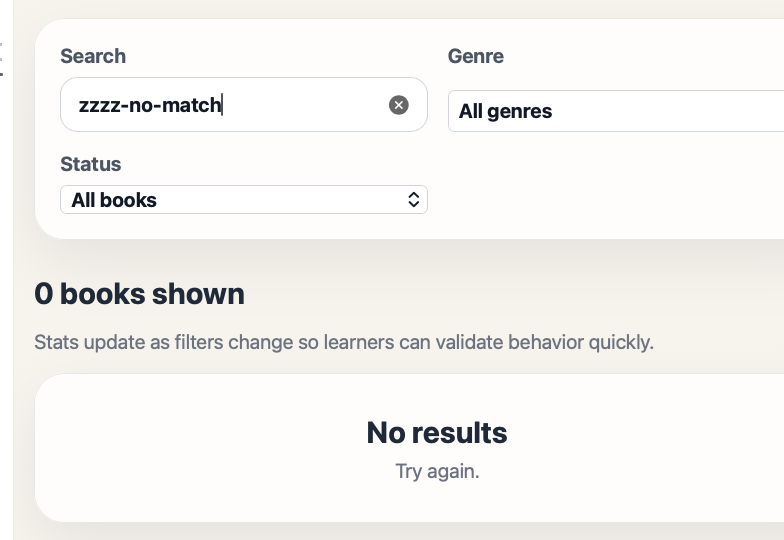 Search
Genre
zzzz-no-match
All genres
Status
All books
0 books shown
Stats update as filters change so learners can validate behavior quickly.
No results
Try again.